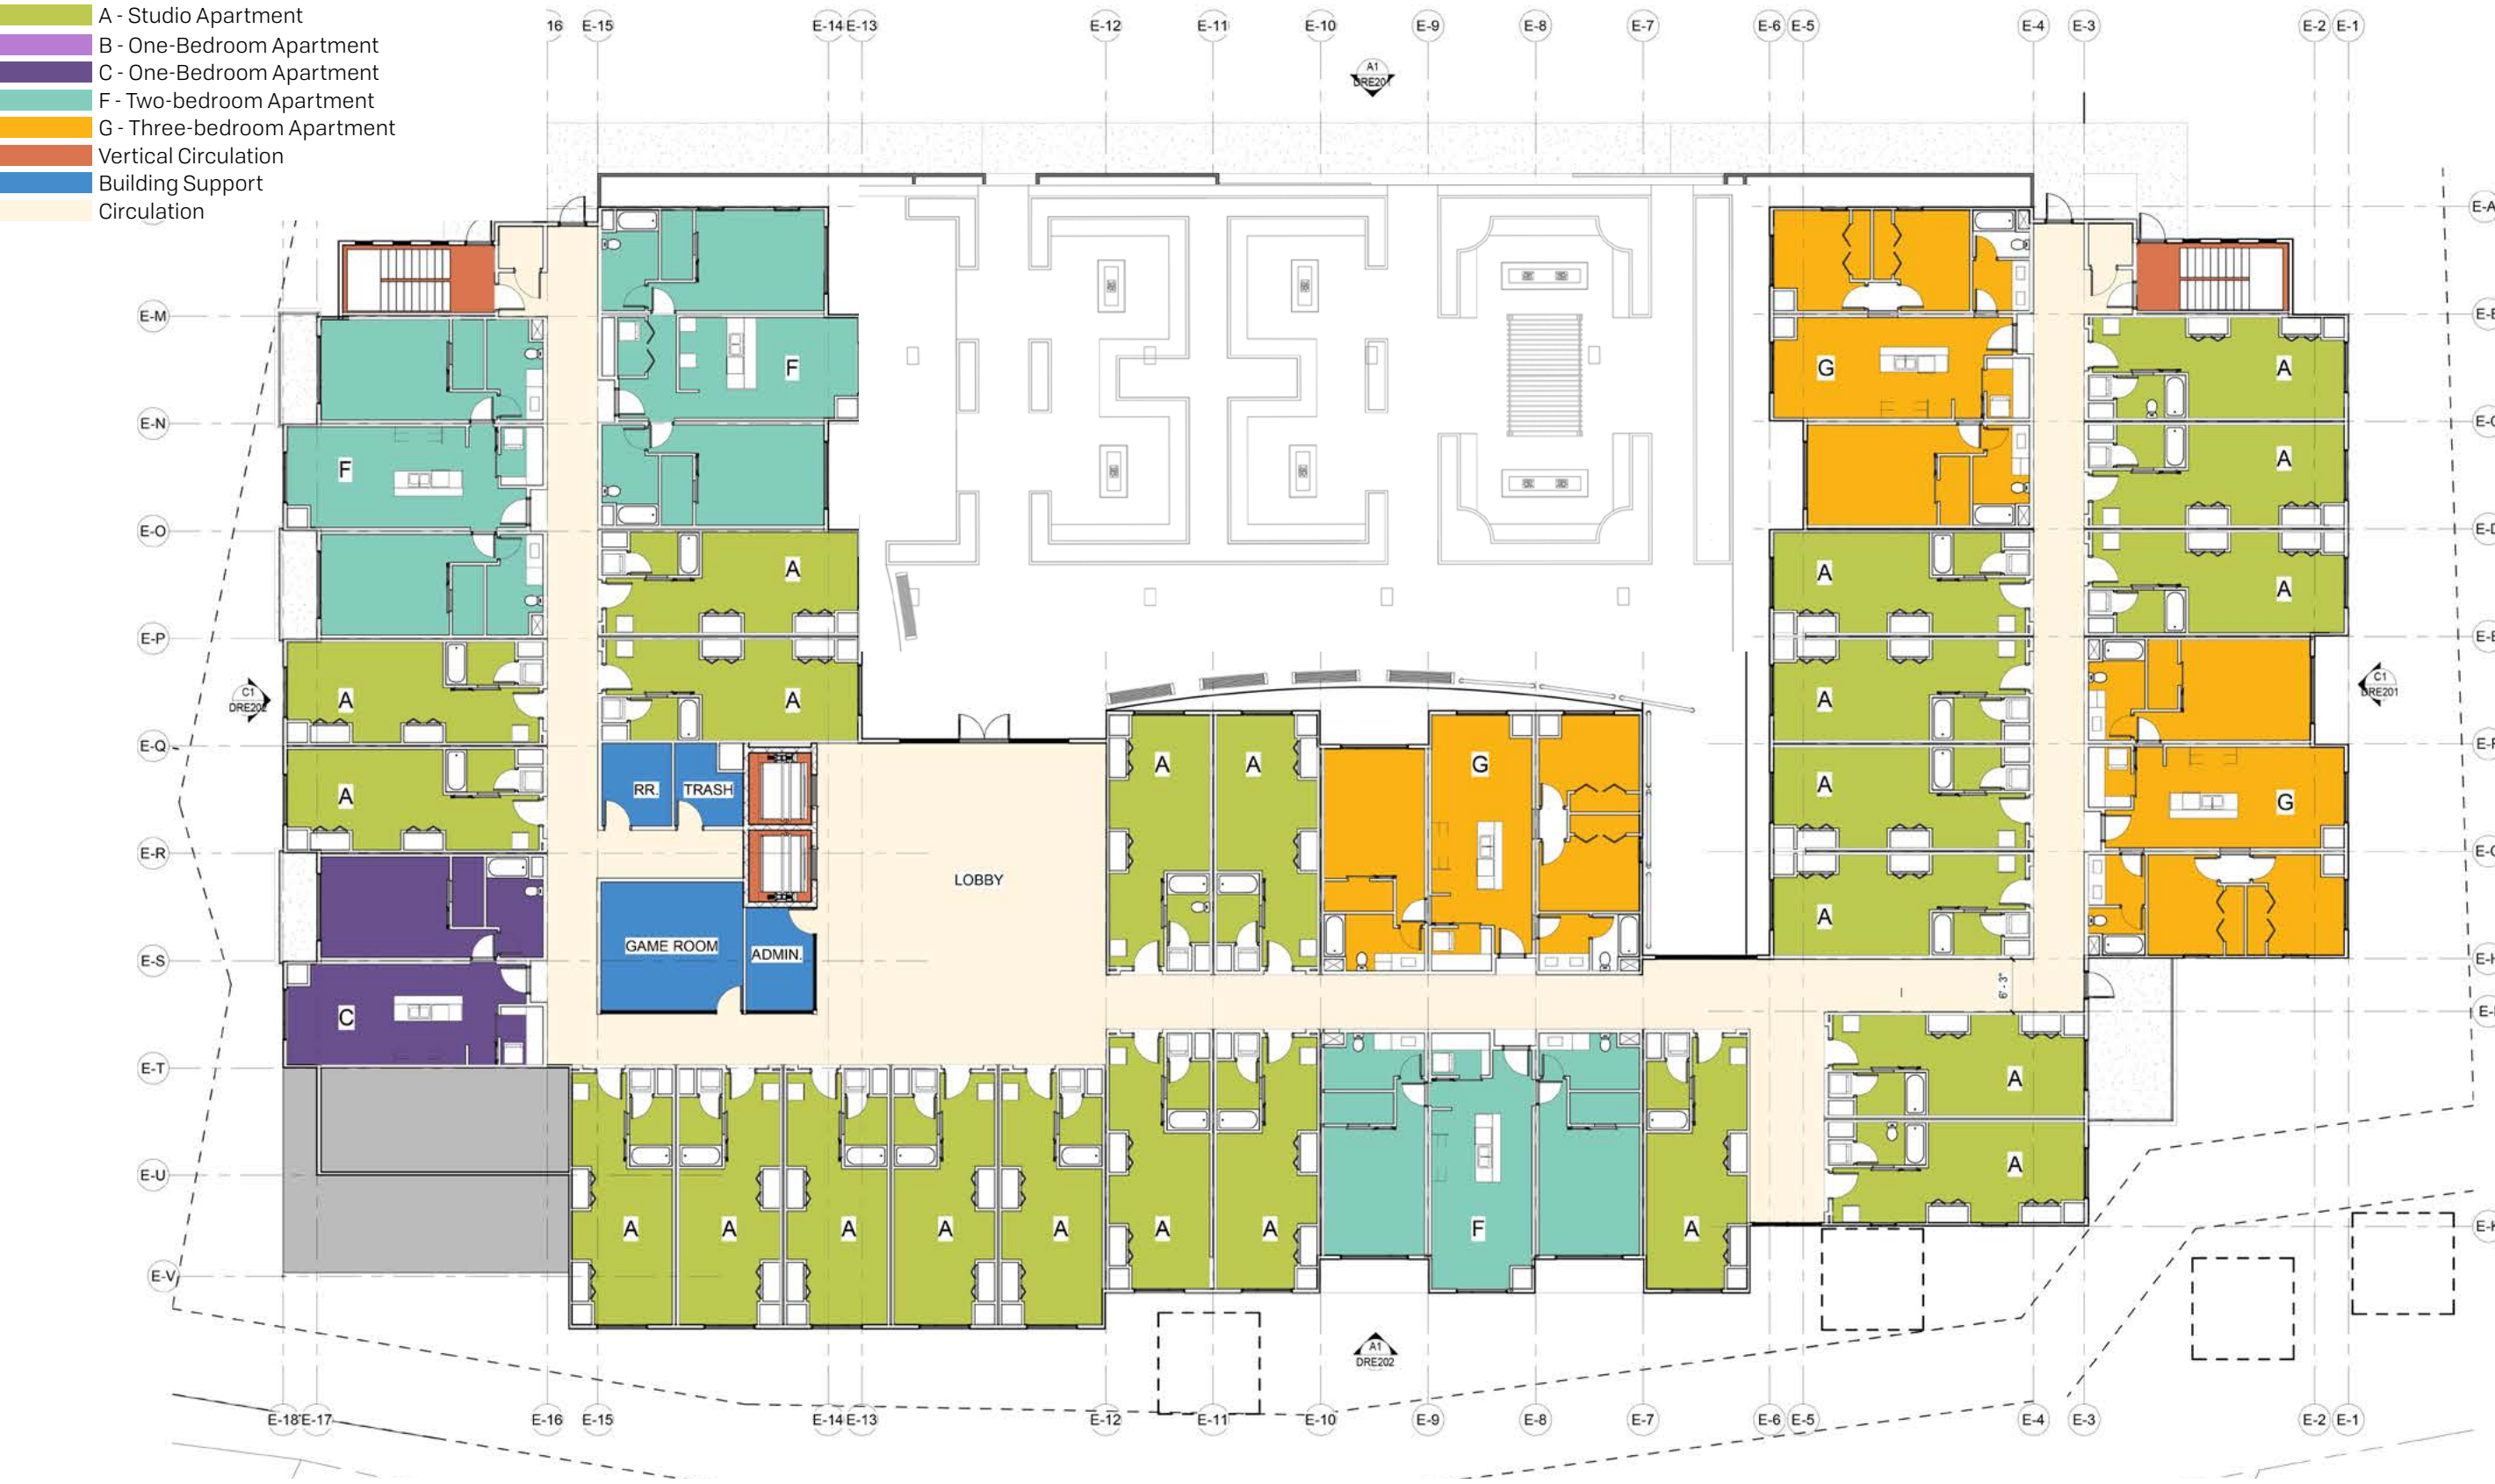 A - Studio Apartment
B - One-Bedroom Apartment
C - One-Bedroom Apartment
F - Two-bedroom Apartment
G - Three-bedroom Apartment
Vertical Circulation
Building Support
Circulation
16 E-15 E-14 E-13 E-12 E-11 E-10 E-9 E-8 E-7 E-6 E-5 E-4 E-3 E-2 E-1
A1
DRE201
E-A
E-M
F
G
A
E-N
F
A
E-O
A
A
A
E-P
A
A
A
C1
DRE202
C1
DRE201
E-Q
A
A
G
A
RR.
TRASH
A
G
E-R
LOBBY
A
GAME ROOM
ADMIN.
E-S
E-H
6'-3"
C
E-T
A
A
E-U
A
A
A
A
A
A
A
F
A
E-K
E-V
A1
DRE202
E-18 E-17 E-16 E-15 E-14 E-13 E-12 E-11 E-10 E-9 E-8 E-7 E-6 E-5 E-4 E-3 E-2 E-1